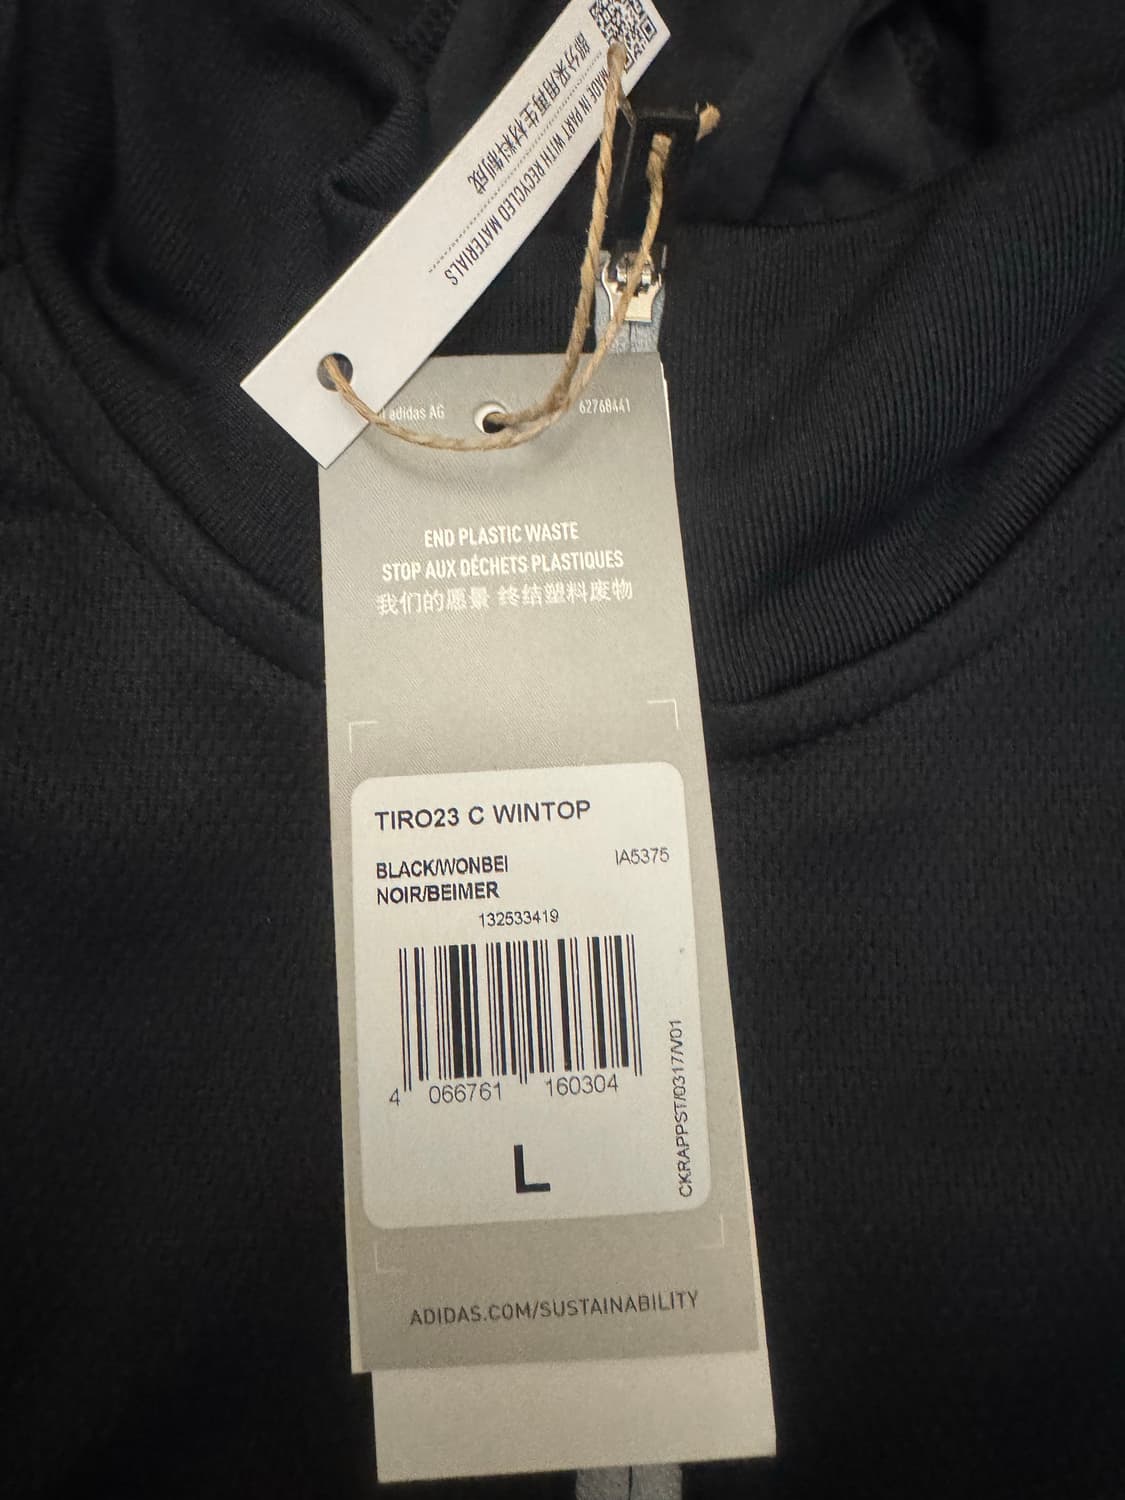 部分采用再生材料制成
MADE IN PART WITH RECYCLED MATERIALS
adidas AG
62768441
END PLASTIC WASTE
STOP AUX DÉCHETS PLASTIQUES
我们的愿景 终结塑料废物
TIRO23 C WINTOP
BLACK/WONBEI
IA5375
NOIR/BEIMER
132533419
4 066761 160304
CKRAPPST/0317/V01
L
ADIDAS.COM/SUSTAINABILITY